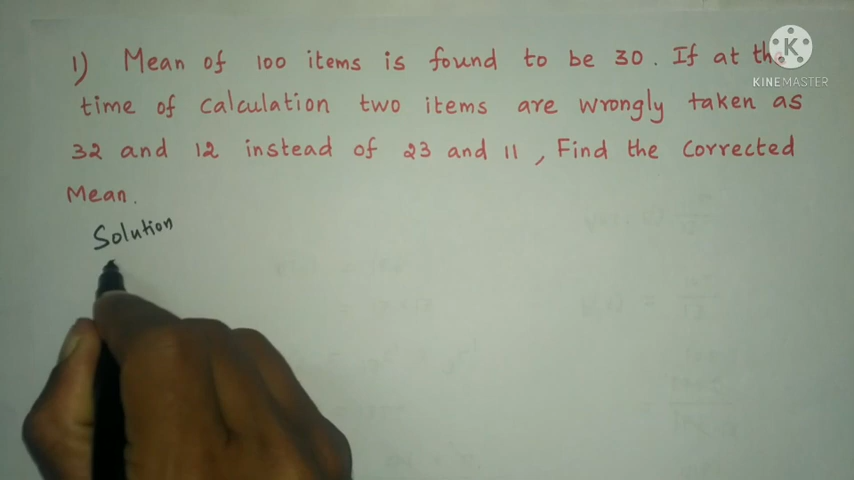 1) Mean of 100 items is found to be 30. If at the
time of calculation two items are wrongly taken as
32 and 12 instead of 23 and 11, Find the corrected
Mean.
Solution
K
KINEMASTER